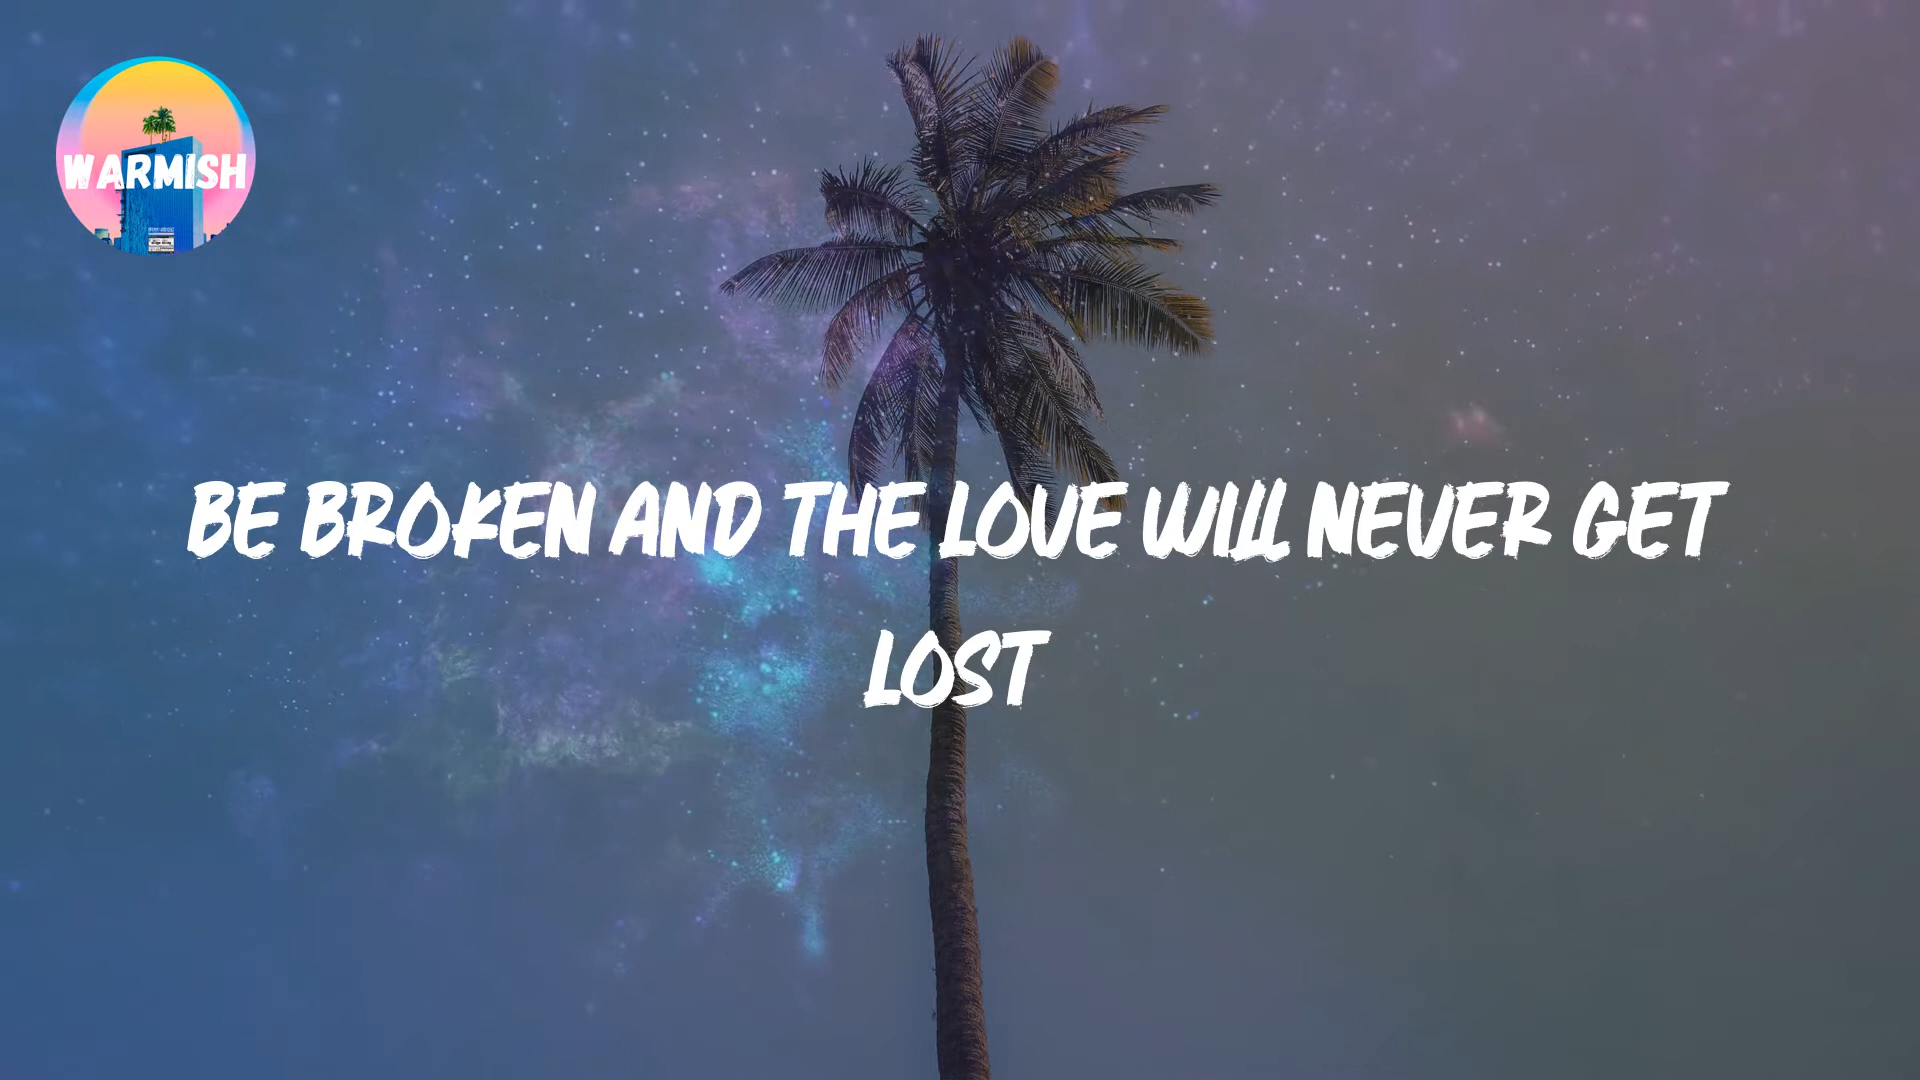 WARMISH
BE BROKEN AND THE LOVE WILL NEVER GET
LOST